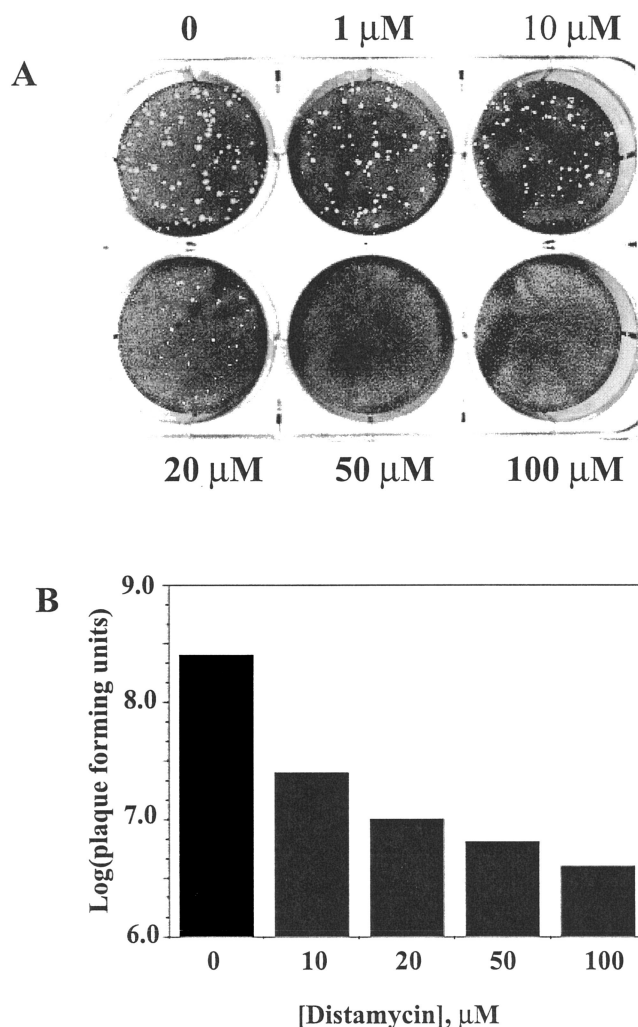 A
0 1 μM 10 μM
20 μM 50 μM 100 μM
B
Log(plaque forming units)
9.0
8.0
7.0
6.0
0 10 20 50 100
[Distamycin], μM